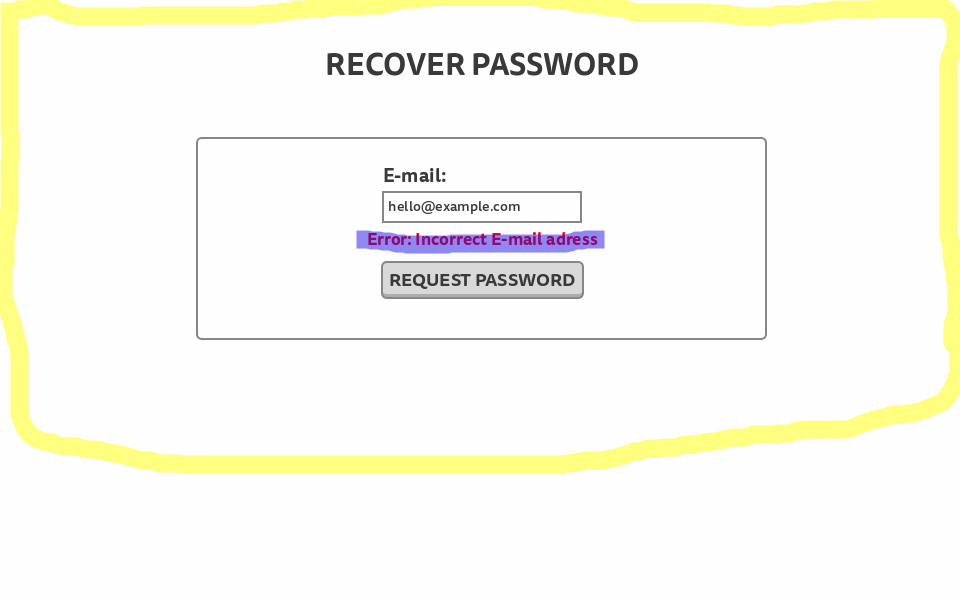 RECOVER PASSWORD
E-mail:
hello@example.com
Error: Incorrect E-mail adress
REQUEST PASSWORD